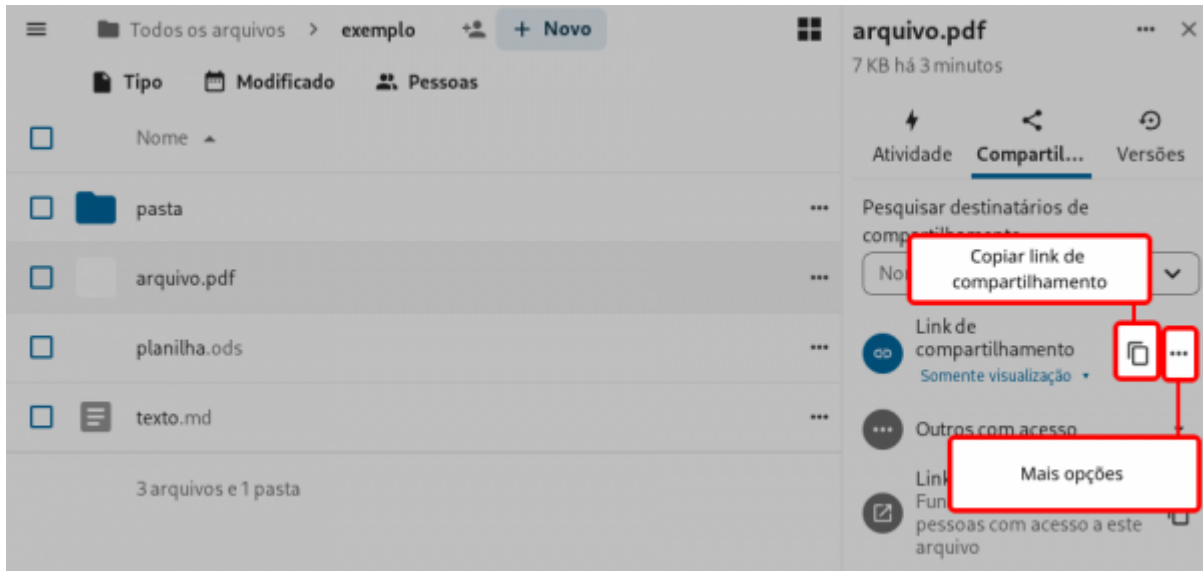 Todos os arquivos > exemplo + Novo
Tipo Modificado Pessoas
Nome
pasta
arquivo.pdf
planilha.ods
texto.md
3 arquivos e 1 pasta
arquivo.pdf
7 KB há 3 minutos
Atividade Compartil... Versões
Pesquisar destinatários de
Copiar link de
compartilhamento
Link de
compartilhamento
Somente visualização
Outros com acesso
Mais opções
Link
pessoas com acesso a este
arquivo